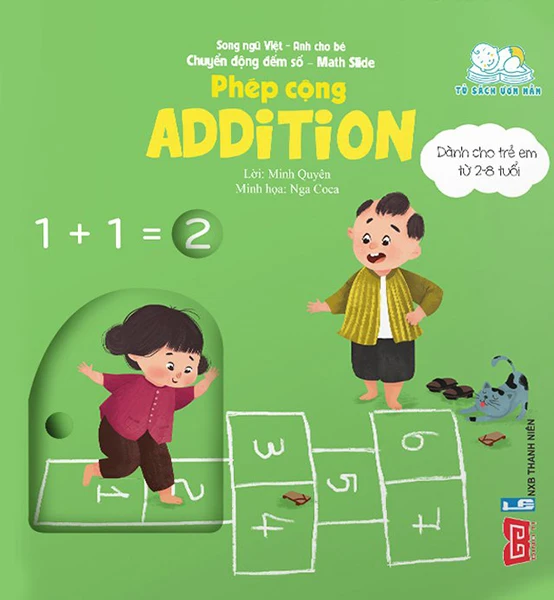 Song ngữ Việt - Anh cho bé
Chuyển động đếm số - Math Slide
Phép cộng
ADDITION
Lời: Minh Quyên
Minh họa: Nga Coca
TỦ SÁCH ƯƠM MẦM
Dành cho trẻ em
từ 2-8 tuổi
1 + 1 = 2
1
2
3
4
5
6
7
NXB THANH NIÊN